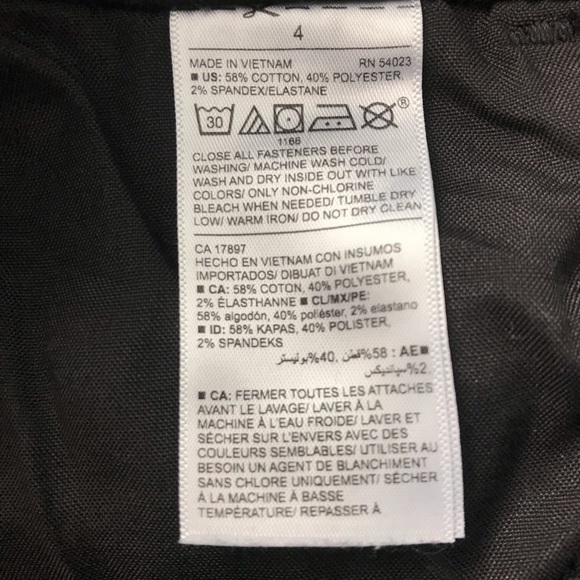 4
MADE IN VIETNAM RN 54023
■ US: 58% COTTON, 40% POLYESTER,
2% SPANDEX/ELASTANE
30
®
1166
CLOSE ALL FASTENERS BEFORE
WASHING/ MACHINE WASH COLD/
WASH AND DRY INSIDE OUT WITH LIKE
COLORS/ ONLY NON-CHLORINE
BLEACH WHEN NEEDED/ TUMBLE DRY
LOW/ WARM IRON/ DO NOT DRY CLEAN
CA 17897
HECHO EN VIETNAM CON INSUMOS
IMPORTADOS/ DIBUAT DI VIETNAM
■ CA: 58% COTON, 40% POLYESTER,
2% ÉLASTHANNE ■ CL/MX/PE:
58% algodón, 40% poliéster, 2% elastano
■ ID: 58% KAPAS, 40% POLISTER,
2% SPANDEKS
■AE: 58%قطن, 40%بوليستر,
2%سپانديكس
■ CA: FERMER TOUTES LES ATTACHES
AVANT LE LAVAGE/ LAVER À LA
MACHINE À L'EAU FROIDE/ LAVER ET
SÉCHER SUR L'ENVERS AVEC DES
COULEURS SEMBLABLES/ UTILISER AU
BESOIN UN AGENT DE BLANCHIMENT
SANS CHLORE UNIQUEMENT/ SÉCHER
À LA MACHINE À BASSE
TEMPÉRATURE/ REPASSER À